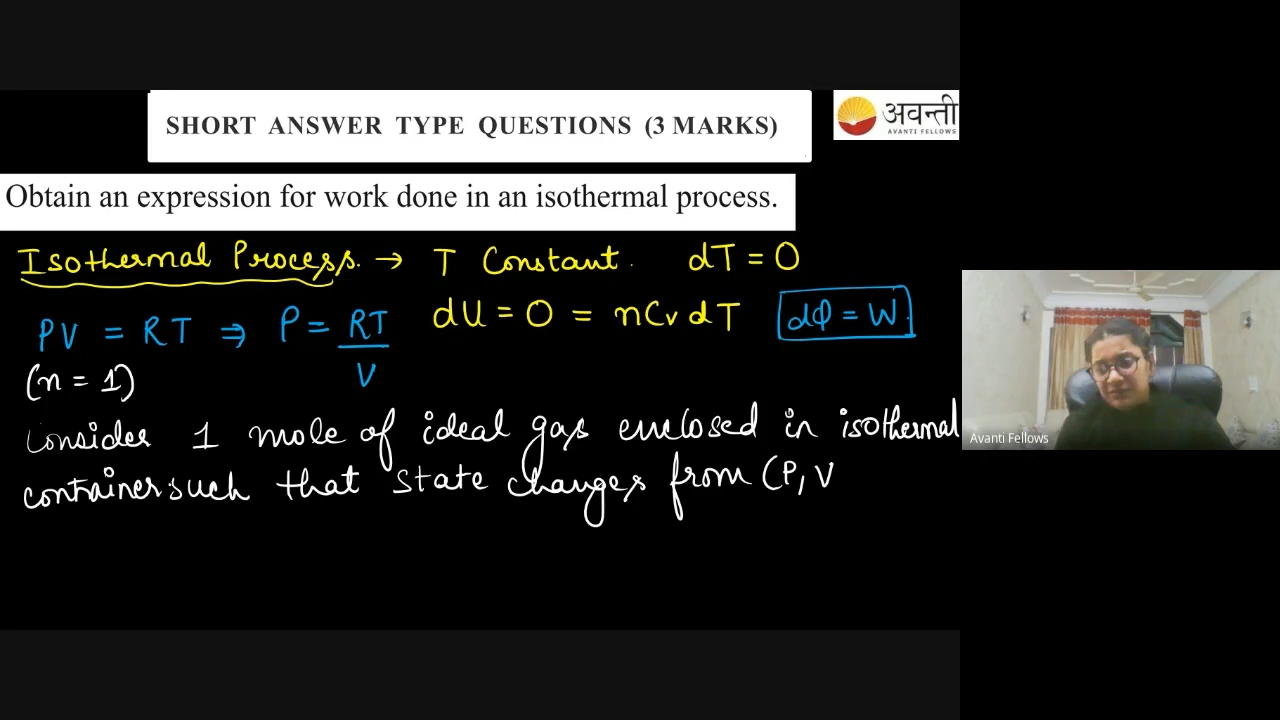 SHORT ANSWER TYPE QUESTIONS (3 MARKS)
अवन्ती
AVANTI FELLOWS
Obtain an expression for work done in an isothermal process.
Isothermal Process. → T Constant. dT = 0
PV = RT ⇒ P = RT/V dU = 0 = nCv dT dQ = W
(n = 1)
Consider 1 mole of ideal gas enclosed in isothermal
container such that state changes from (P, V
Avanti Fellows